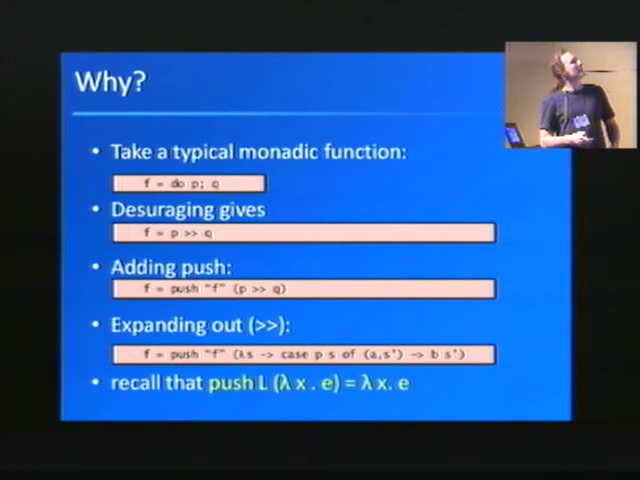 Why?
• Take a typical monadic function:
f = do p; q
• Desuraging gives
f = p >> q
• Adding push:
f = push "f" (p >> q)
• Expanding out (>>):
f = push "f" (λs -> case p s of (a,s') -> b s')
• recall that push L (λ x . e) = λ x. e